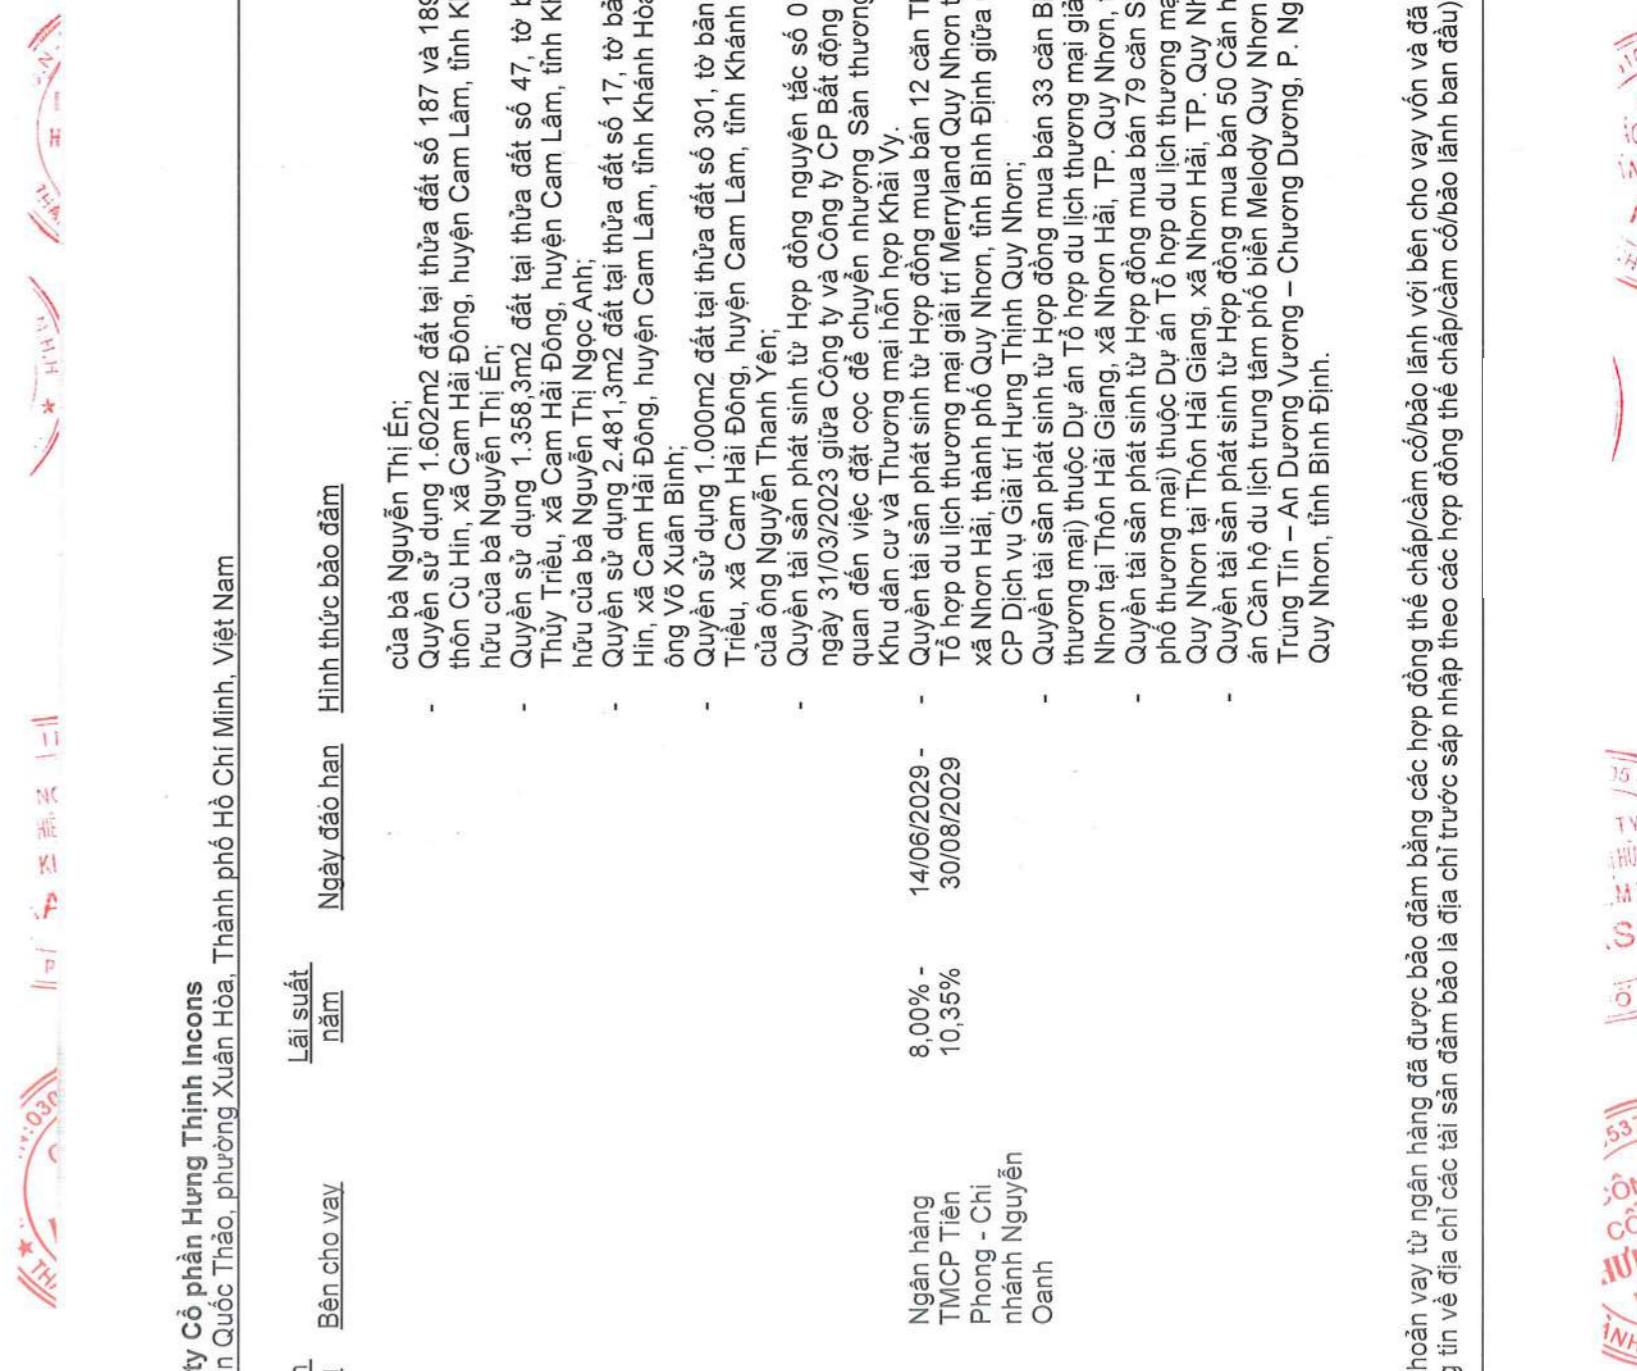 ty Cổ phần Hưng Thịnh Incons
n Quốc Thảo, phường Xuân Hòa, Thành phố Hồ Chí Minh, Việt Nam
Bên cho vay
Lãi suất
năm
Ngày đáo hạn
Hình thức bảo đảm
của bà Nguyễn Thị Én;
- Quyền sử dụng 1.602m2 đất tại thửa đất số 187 và 189
thôn Cù Hin, xã Cam Hải Đông, huyện Cam Lâm, tỉnh K
hữu của bà Nguyễn Thị Én;
- Quyền sử dụng 1.358,3m2 đất tại thửa đất số 47, tờ b
Thủy Triều, xã Cam Hải Đông, huyện Cam Lâm, tỉnh K
hữu của bà Nguyễn Thị Ngọc Anh;
- Quyền sử dụng 2.481,3m2 đất tại thửa đất số 17, tờ bả
Hin, xã Cam Hải Đông, huyện Cam Lâm, tỉnh Khánh Hòa
ông Võ Xuân Bình;
- Quyền sử dụng 1.000m2 đất tại thửa đất số 301, tờ bản
Triều, xã Cam Hải Đông, huyện Cam Lâm, tỉnh Khánh
của ông Nguyễn Thanh Yên;
- Quyền tài sản phát sinh từ Hợp đồng nguyên tắc số 0
ngày 31/03/2023 giữa Công ty và Công ty CP Bất động
quan đến việc đặt cọc để chuyển nhượng Sàn thương
Khu dân cư và Thương mại hỗn hợp Khải Vy.
Ngân hàng
TMCP Tiên
Phong - Chi
nhánh Nguyễn
Oanh
8,00% -
10,35%
14/06/2029 -
30/08/2029
- Quyền tài sản phát sinh từ Hợp đồng mua bán 12 căn T
Tổ hợp du lịch thương mại giải trí Merryland Quy Nhơn t
xã Nhơn Hải, thành phố Quy Nhơn, tỉnh Bình Định giữa
CP Dịch vụ Giải trí Hưng Thịnh Quy Nhơn;
- Quyền tài sản phát sinh từ Hợp đồng mua bán 33 căn B
thương mại) thuộc Dự án Tổ hợp du lịch thương mại giả
Nhơn tại Thôn Hải Giang, xã Nhơn Hải, TP. Quy Nhơn,
- Quyền tài sản phát sinh từ Hợp đồng mua bán 79 căn S
phố thương mại) thuộc Dự án Tổ hợp du lịch thương mạ
Quy Nhơn tại Thôn Hải Giang, xã Nhơn Hải, TP. Quy Nh
- Quyền tài sản phát sinh từ Hợp đồng mua bán 50 Căn h
án Căn hộ du lịch trung tâm phố biển Melody Quy Nhơn
Trúng Tín – An Dương Vương – Chương Dương, P. Ng
Quy Nhơn, tỉnh Bình Định.
hoản vay từ ngân hàng đã được bảo đảm bằng các hợp đồng thế chấp/cầm cố/bảo lãnh với bên cho vay vốn và đã
tin về địa chỉ các tài sản đảm bảo là địa chỉ trước sáp nhập theo các hợp đồng thế chấp/cầm cố/bảo lãnh ban đầu)